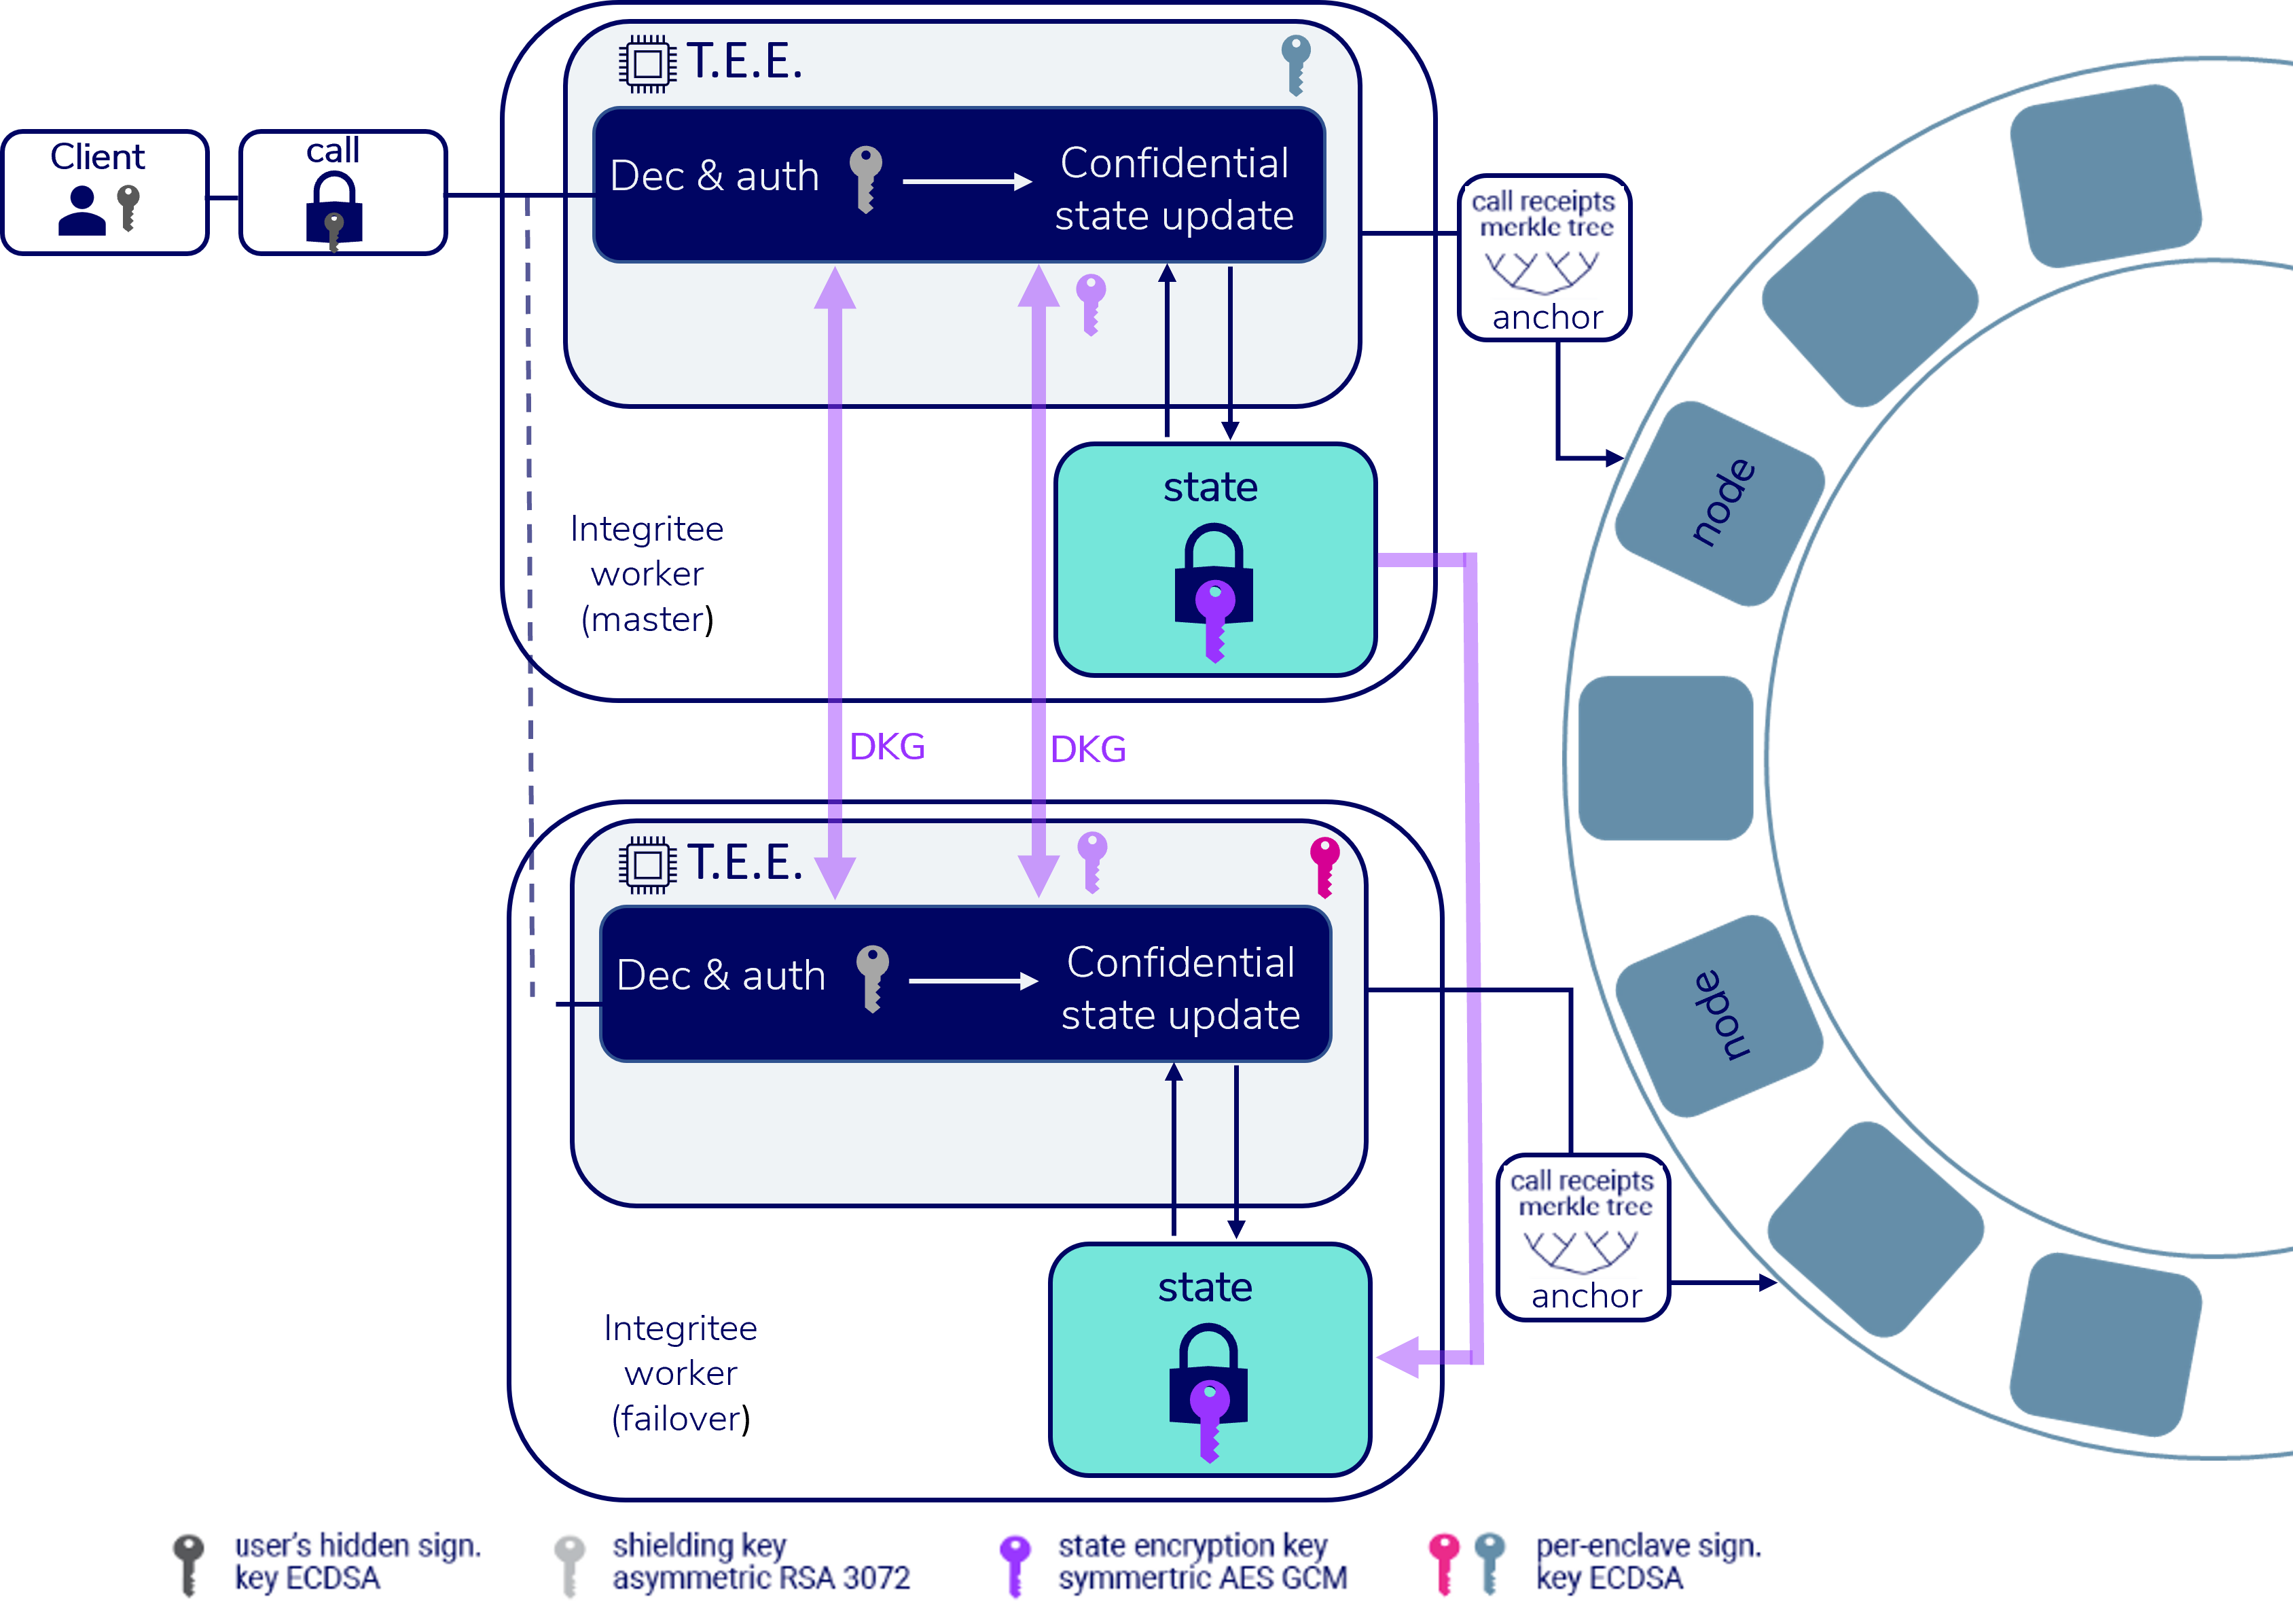 T.E.E.
Client
call
Dec & auth
Confidential
state update
call receipts
merkle tree
anchor
state
node
Integritee
worker
(master)
DKG
DKG
T.E.E.
Dec & auth
Confidential
state update
node
call receipts
merkle tree
anchor
state
Integritee
worker
(failover)
user's hidden sign.
key ECDSA
shielding key
asymmetric RSA 3072
state encryption key
symmertric AES GCM
per-enclave sign.
key ECDSA